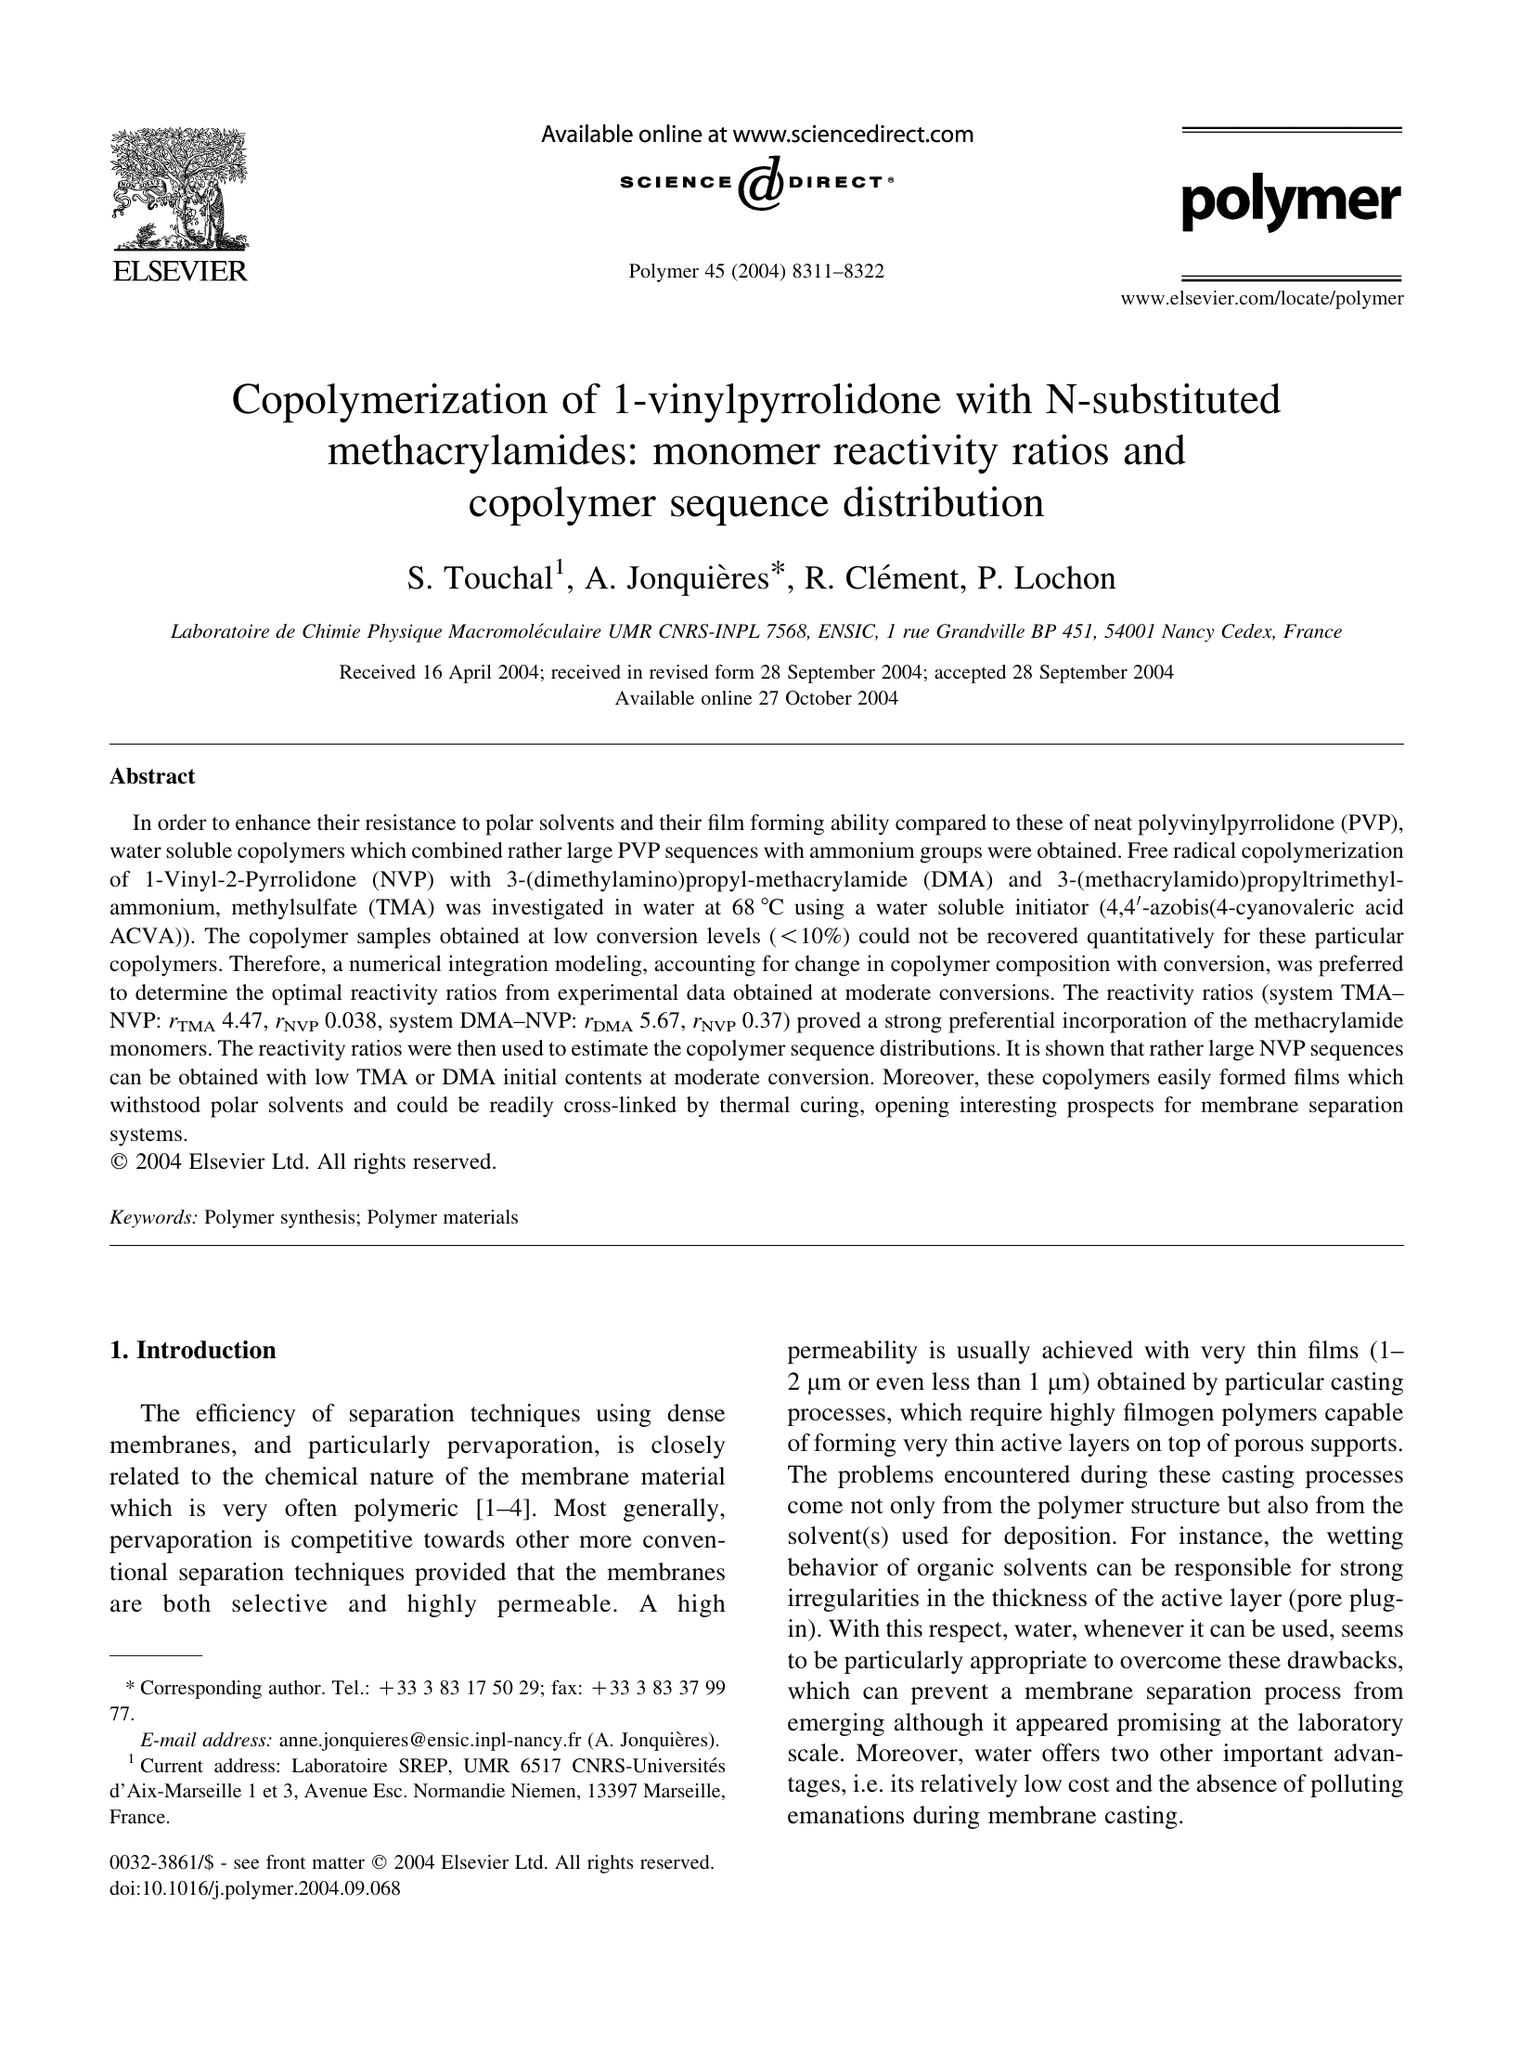 Available online at www.sciencedirect.com
SCIENCE d DIRECT®
polymer
ELSEVIER
Polymer 45 (2004) 8311–8322
www.elsevier.com/locate/polymer
Copolymerization of 1-vinylpyrrolidone with N-substituted
methacrylamides: monomer reactivity ratios and
copolymer sequence distribution
S. Touchal1, A. Jonquières*, R. Clément, P. Lochon
Laboratoire de Chimie Physique Macromoléculaire UMR CNRS-INPL 7568, ENSIC, 1 rue Grandville BP 451, 54001 Nancy Cedex, France
Received 16 April 2004; received in revised form 28 September 2004; accepted 28 September 2004
Available online 27 October 2004
Abstract
In order to enhance their resistance to polar solvents and their film forming ability compared to these of neat polyvinylpyrrolidone (PVP),
water soluble copolymers which combined rather large PVP sequences with ammonium groups were obtained. Free radical copolymerization
of 1-Vinyl-2-Pyrrolidone (NVP) with 3-(dimethylamino)propyl-methacrylamide (DMA) and 3-(methacrylamido)propyltrimethyl-
ammonium, methylsulfate (TMA) was investigated in water at 68 °C using a water soluble initiator (4,4′-azobis(4-cyanovaleric acid
ACVA)). The copolymer samples obtained at low conversion levels (<10%) could not be recovered quantitatively for these particular
copolymers. Therefore, a numerical integration modeling, accounting for change in copolymer composition with conversion, was preferred
to determine the optimal reactivity ratios from experimental data obtained at moderate conversions. The reactivity ratios (system TMA–
NVP: rTMA 4.47, rNVP 0.038, system DMA–NVP: rDMA 5.67, rNVP 0.37) proved a strong preferential incorporation of the methacrylamide
monomers. The reactivity ratios were then used to estimate the copolymer sequence distributions. It is shown that rather large NVP sequences
can be obtained with low TMA or DMA initial contents at moderate conversion. Moreover, these copolymers easily formed films which
withstood polar solvents and could be readily cross-linked by thermal curing, opening interesting prospects for membrane separation
systems.
© 2004 Elsevier Ltd. All rights reserved.
Keywords: Polymer synthesis; Polymer materials
1. Introduction
The efficiency of separation techniques using dense
membranes, and particularly pervaporation, is closely
related to the chemical nature of the membrane material
which is very often polymeric [1–4]. Most generally,
pervaporation is competitive towards other more conven-
tional separation techniques provided that the membranes
are both selective and highly permeable. A high
* Corresponding author. Tel.: +33 3 83 17 50 29; fax: +33 3 83 37 99
77.
E-mail address: anne.jonquieres@ensic.inpl-nancy.fr (A. Jonquières).
1 Current address: Laboratoire SREP, UMR 6517 CNRS-Universités
d'Aix-Marseille 1 et 3, Avenue Esc. Normandie Niemen, 13397 Marseille,
France.
0032-3861/$ - see front matter © 2004 Elsevier Ltd. All rights reserved.
doi:10.1016/j.polymer.2004.09.068
permeability is usually achieved with very thin films (1–
2 μm or even less than 1 μm) obtained by particular casting
processes, which require highly filmogen polymers capable
of forming very thin active layers on top of porous supports.
The problems encountered during these casting processes
come not only from the polymer structure but also from the
solvent(s) used for deposition. For instance, the wetting
behavior of organic solvents can be responsible for strong
irregularities in the thickness of the active layer (pore plug-
in). With this respect, water, whenever it can be used, seems
to be particularly appropriate to overcome these drawbacks,
which can prevent a membrane separation process from
emerging although it appeared promising at the laboratory
scale. Moreover, water offers two other important advan-
tages, i.e. its relatively low cost and the absence of polluting
emanations during membrane casting.